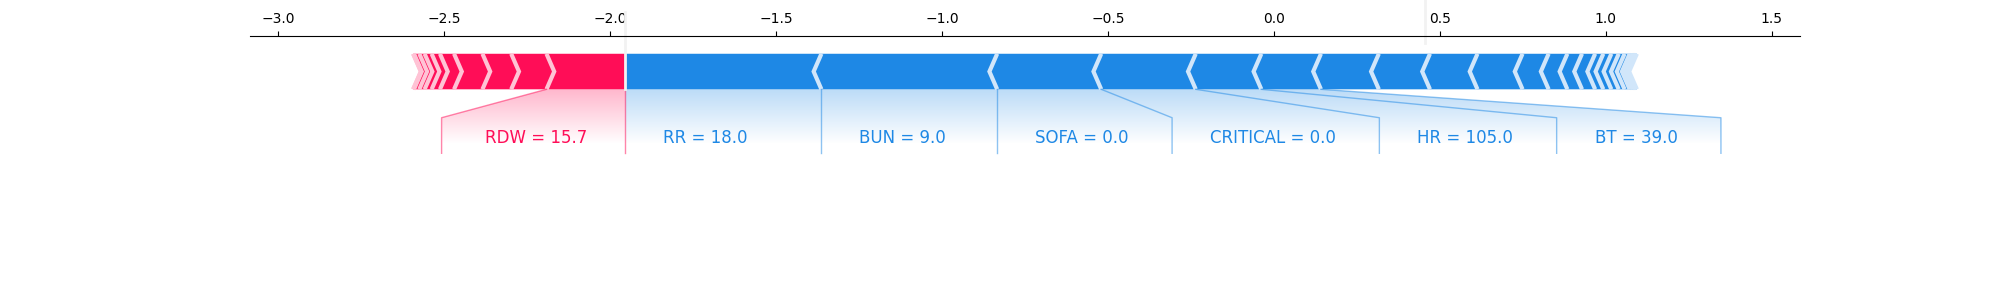 −3.0 −2.5 −2.0 −1.5 −1.0 −0.5 0.0 0.5 1.0 1.5
RDW = 15.7 RR = 18.0 BUN = 9.0 SOFA = 0.0 CRITICAL = 0.0 HR = 105.0 BT = 39.0